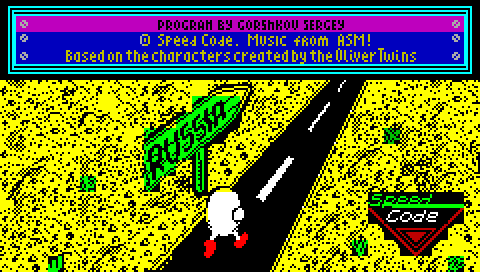 PROGRAM BY GORSHKOV SERGEY
© Speed Code. Music from ASM!
Based on the characters created by the Oliver Twins
RUSSIA
Speed
Code